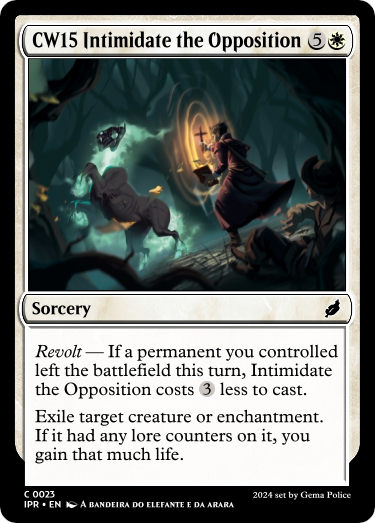 CW15 Intimidate the Opposition 5
Sorcery
Revolt — If a permanent you controlled
left the battlefield this turn, Intimidate
the Opposition costs 3 less to cast.
Exile target creature or enchantment.
If it had any lore counters on it, you
gain that much life.
C 0023
IPR • EN A BANDEIRA DO ELEFANTE E DA ARARA
2024 set by Gema Police